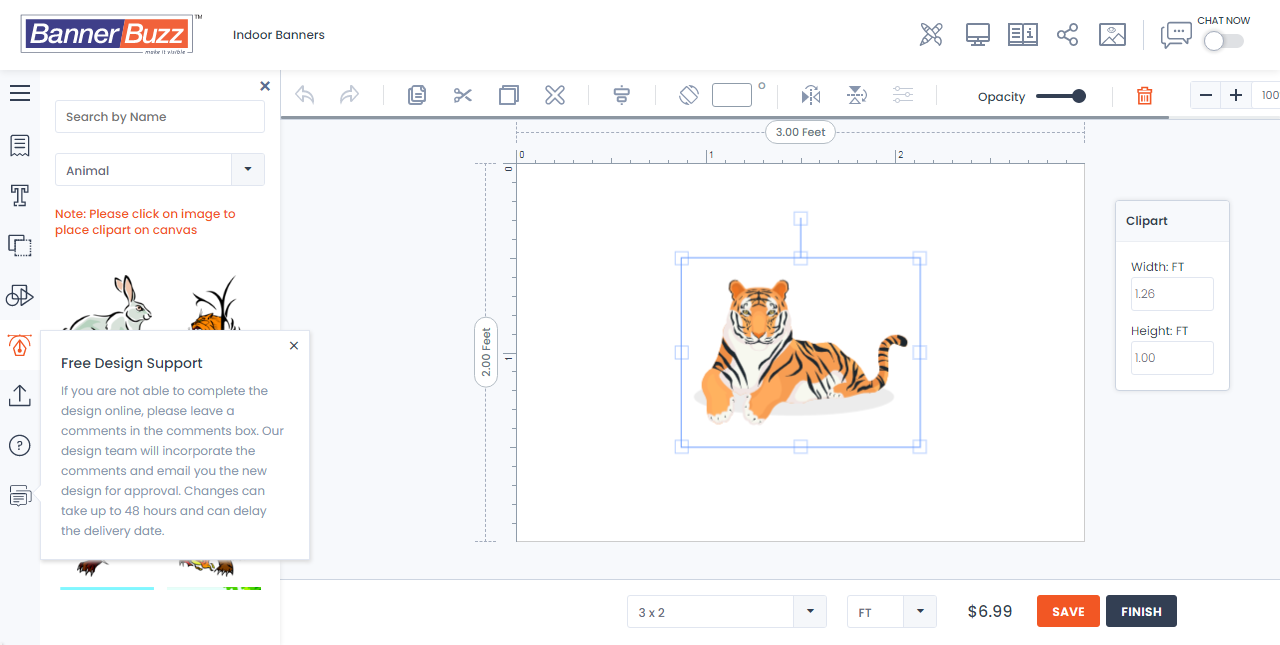 BannerBuzz™
make it visible
Indoor Banners
CHAT NOW
Search by Name
Animal
Note: Please click on image to
place clipart on canvas
Free Design Support
If you are not able to complete the
design online, please leave a
comments in the comments box. Our
design team will incorporate the
comments and email you the new
design for approval. Changes can
take up to 48 hours and can delay
the delivery date.
Opacity
100
3.00 Feet
0 1 2
0
1
2.00 Feet
Clipart
Width: FT
1.26
Height: FT
1.00
3 x 2
FT
$6.99
SAVE
FINISH